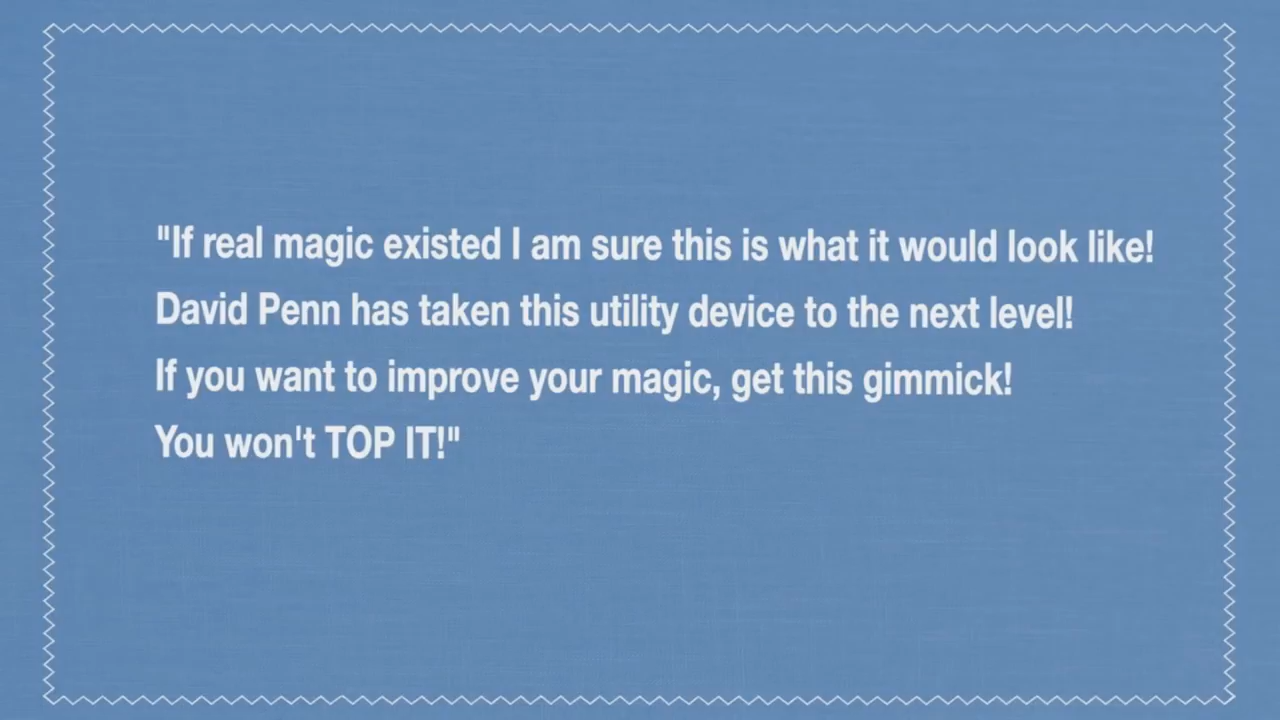 "If real magic existed I am sure this is what it would look like!
David Penn has taken this utility device to the next level!
If you want to improve your magic, get this gimmick!
You won't TOP IT!"